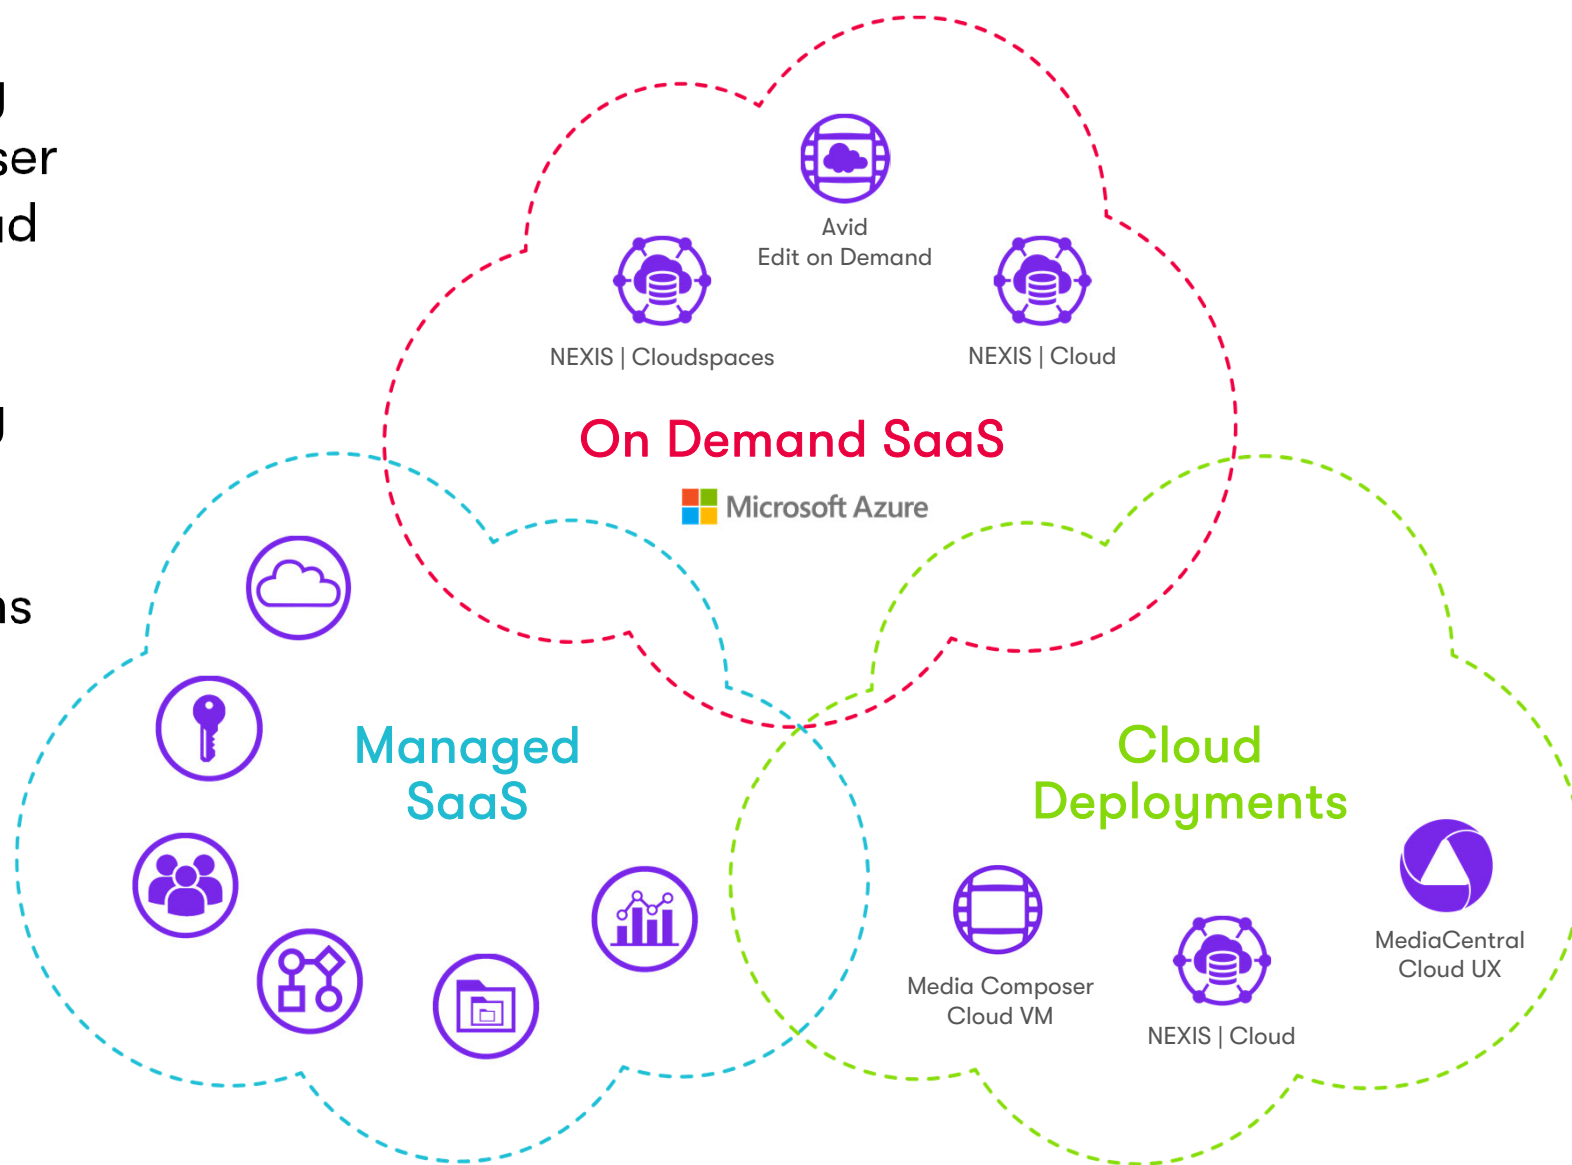 Avid
Edit on Demand
NEXIS | Cloudspaces
NEXIS | Cloud
On Demand SaaS
Microsoft Azure
Managed
SaaS
Cloud
Deployments
Media Composer
Cloud VM
NEXIS | Cloud
MediaCentral
Cloud UX